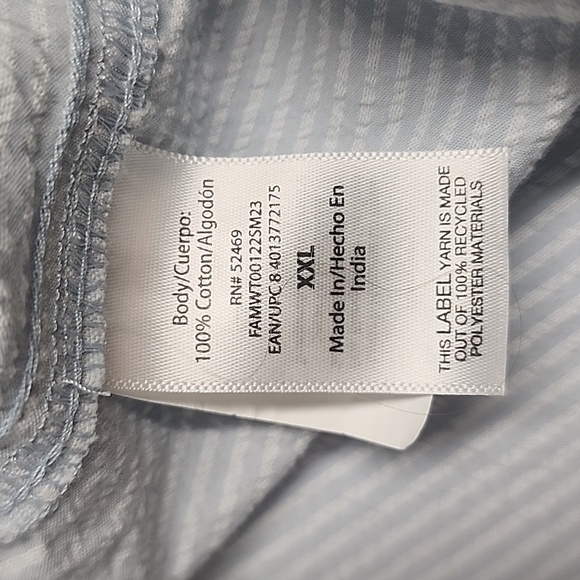 Body/Cuerpo:
100% Cotton/Algodón
RN# 52469
FAMWT00122SM23
EAN/UPC 8.4013772175
XXL
Made In/Hecho En
India
THIS LABEL YARN IS MADE
OUT OF 100% RECYCLED
POLYESTER MATERIALS